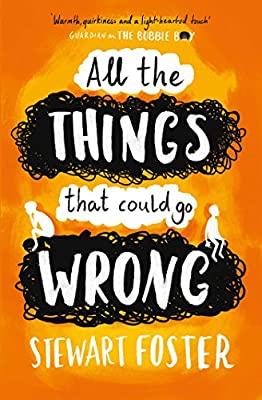 'Warmth, quirkiness and a light-hearted touch'
GUARDIAN on THE BUBBLE BOY
All the
THINGS
that could go
WRONG
STEWART FOSTER